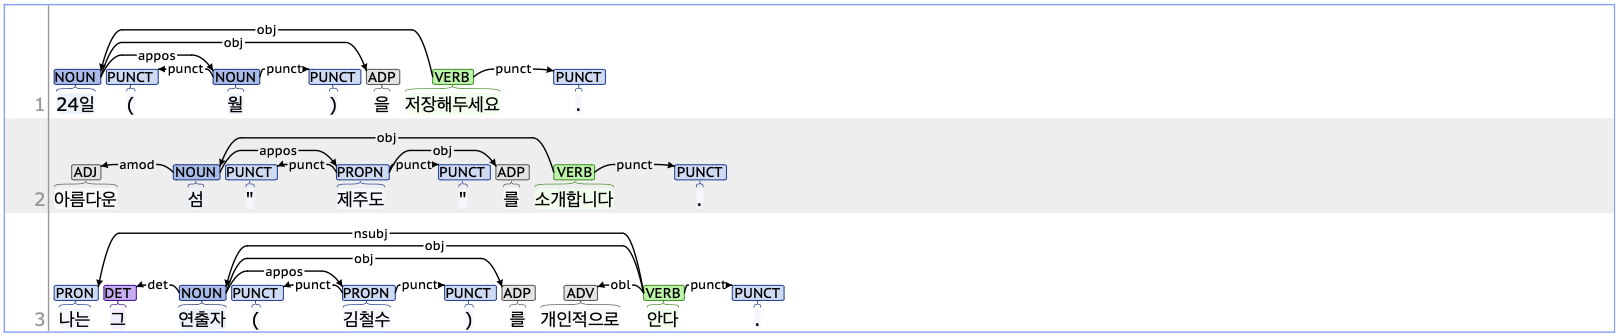 obj
obj
appos
punct punct punct
NOUN PUNCT NOUN PUNCT ADP VERB PUNCT
1 24일 ( 월 ) 을 저장해두세요 .
obj
appos obj
amod punct punct punct
ADJ NOUN PUNCT PROPN PUNCT ADP VERB PUNCT
2 아름다운 섬 " 제주도 " 를 소개합니다 .
nsubj
obj
obj
appos
det punct punct obl punct
PRON DET NOUN PUNCT PROPN PUNCT ADP ADV VERB PUNCT
3 나는 그 연출자 ( 김철수 ) 를 개인적으로 안다 .